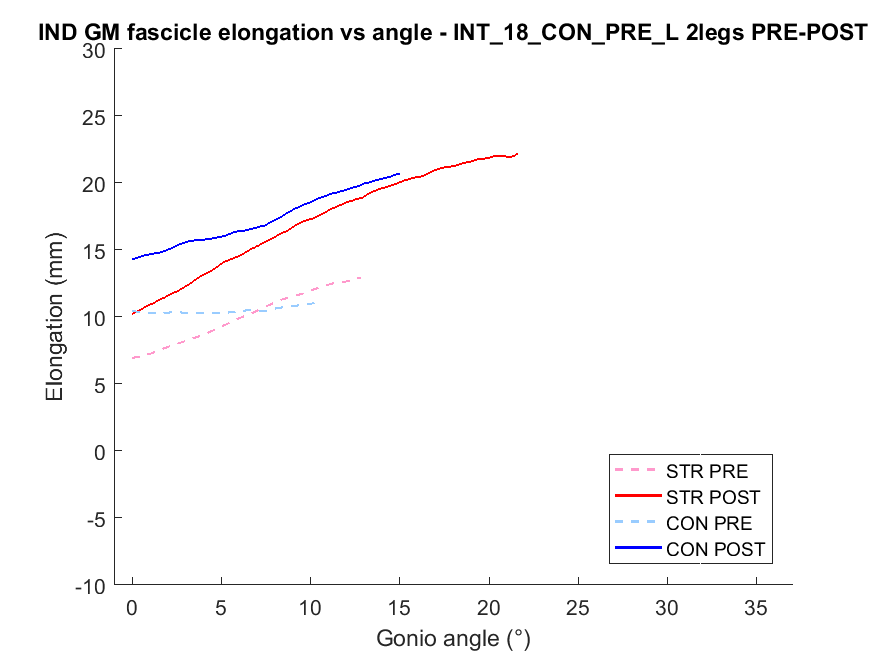 IND GM fascicle elongation vs angle - INT_18_CON_PRE_L 2legs PRE-POST
30
25
20
15
10
5
0
-5
-10
Elongation (mm)
0 5 10 15 20 25 30 35
Gonio angle (°)
STR PRE
STR POST
CON PRE
CON POST